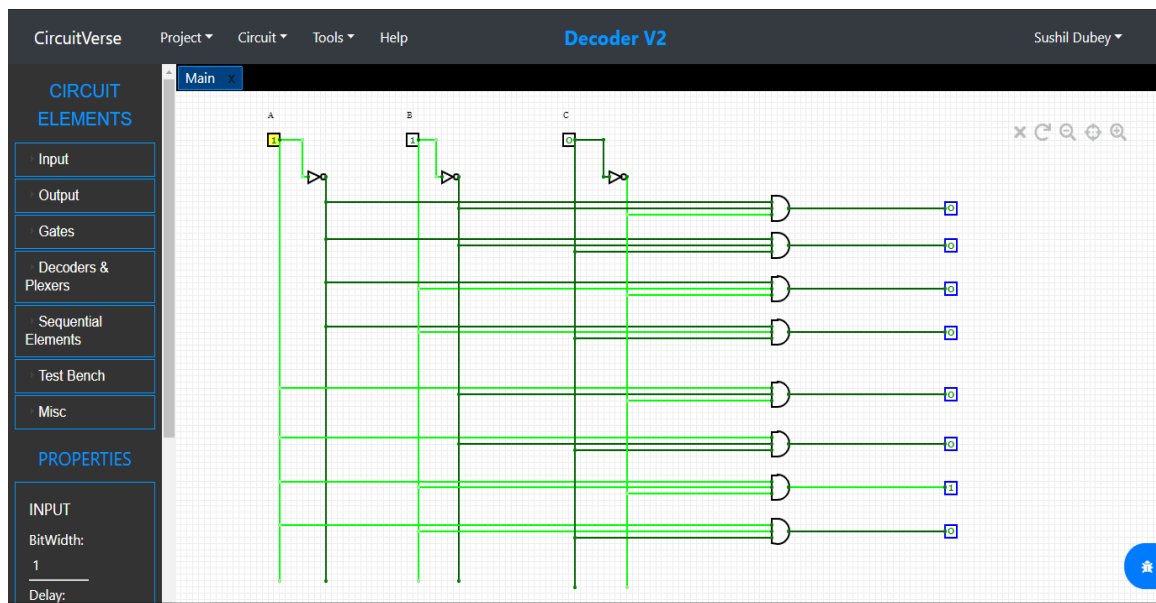 CircuitVerse Project Circuit Tools Help Decoder V2 Sushil Dubey
CIRCUIT
ELEMENTS
Input
Output
Gates
Decoders &
Plexers
Sequential
Elements
Test Bench
Misc
PROPERTIES
INPUT
BitWidth:
1
Delay:
Main x
A B C
1 1 0
0
0
0
0
0
0
1
0